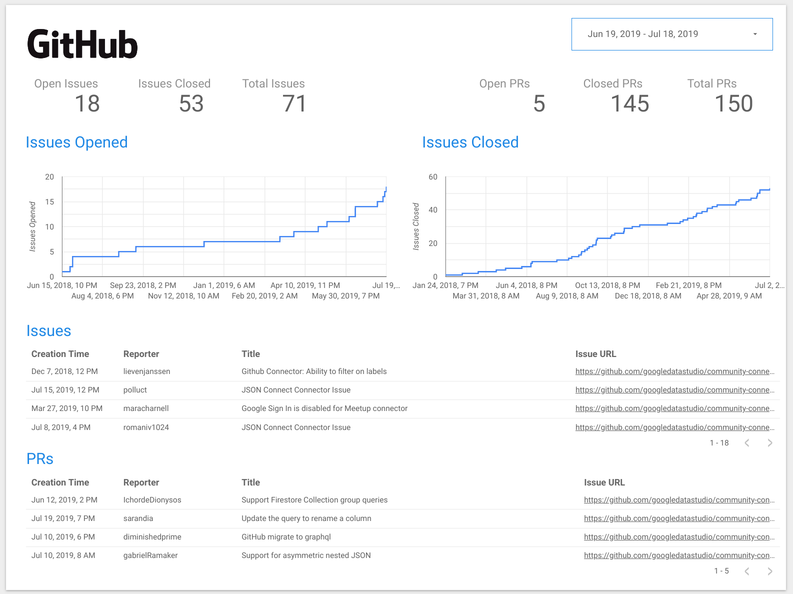 GitHub
Jun 19, 2019 - Jul 18, 2019
Open Issues Issues Closed Total Issues Open PRs Closed PRs Total PRs
18 53 71 5 145 150
Issues Opened
Issues Opened
20
15
10
5
0
Jun 15, 2018, 10 PM Sep 23, 2018, 2 PM Jan 1, 2019, 6 AM Apr 10, 2019, 11 PM Jul 19,...
Aug 4, 2018, 6 PM Nov 12, 2018, 10 AM Feb 20, 2019, 2 AM May 30, 2019, 7 PM
Issues Closed
Issues Closed
60
40
20
0
Jan 24, 2018, 7 PM Jun 4, 2018, 8 PM Oct 13, 2018, 8 PM Feb 21, 2019, 8 PM Jul 2, 2...
Mar 31, 2018, 8 AM Aug 9, 2018, 8 AM Dec 18, 2018, 8 AM Apr 28, 2019, 9 AM
Issues
Creation Time Reporter Title Issue URL
Dec 7, 2018, 12 PM lievenjanssen Github Connector: Ability to filter on labels https://github.com/googledatastudio/community-conne...
Jul 15, 2019, 12 PM polluct JSON Connect Connector Issue https://github.com/googledatastudio/community-conne...
Mar 27, 2019, 10 PM maracharnell Google Sign In is disabled for Meetup connector https://github.com/googledatastudio/community-conne...
Jul 8, 2019, 4 PM romaniv1024 JSON Connect Connector Issue https://github.com/googledatastudio/community-conne...
1 - 18
PRs
Creation Time Reporter Title Issue URL
Jun 12, 2019, 2 PM IchordeDionysos Support Firestore Collection group queries https://github.com/googledatastudio/community-con...
Jul 19, 2019, 7 PM sarandia Update the query to rename a column https://github.com/googledatastudio/community-con...
Jul 10, 2019, 6 PM diminishedprime GitHub migrate to graphql https://github.com/googledatastudio/community-con...
Jul 10, 2019, 8 AM gabrielRamaker Support for asymmetric nested JSON https://github.com/googledatastudio/community-con...
1 - 5